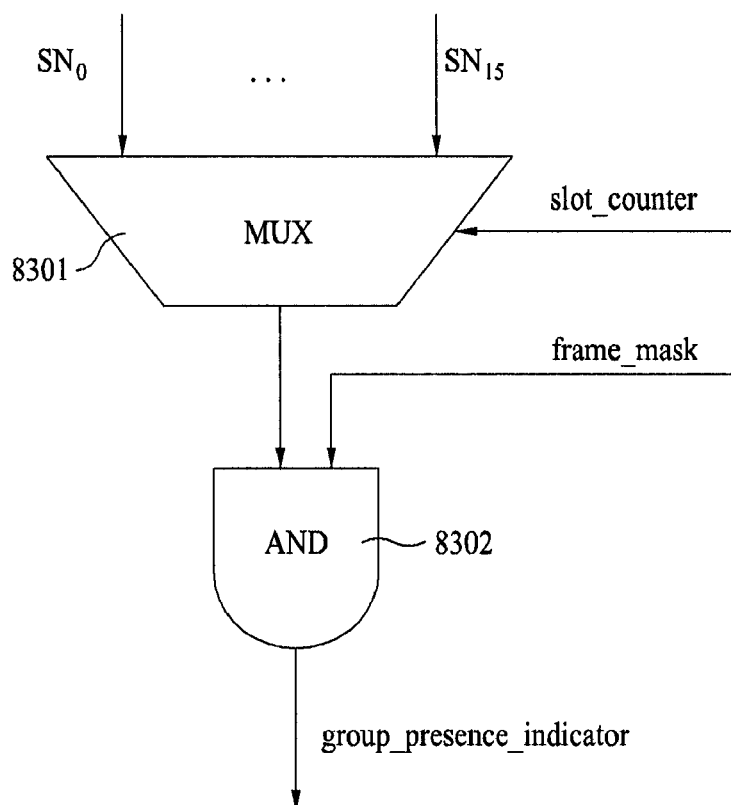 SN0 ... SN15
slot_counter
MUX
8301
frame_mask
AND
8302
group_presence_indicator